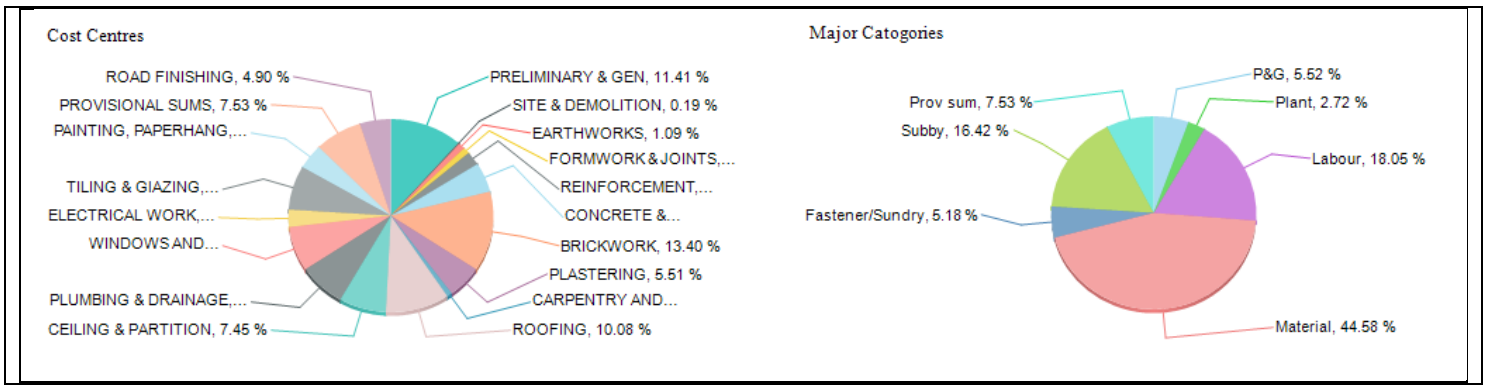 Cost Centres
ROAD FINISHING, 4.90 %
PROVISIONAL SUMS, 7.53 %
PAINTING, PAPERHANG,...
TILING & GIAZING,...
ELECTRICAL WORK,...
WINDOWS AND...
PLUMBING & DRAINAGE,...
CEILING & PARTITION, 7.45 %
PRELIMINARY & GEN, 11.41 %
SITE & DEMOLITION, 0.19 %
EARTHWORKS, 1.09 %
FORMWORK & JOINTS,...
REINFORCEMENT,...
CONCRETE &...
BRICKWORK, 13.40 %
PLASTERING, 5.51 %
CARPENTRY AND...
ROOFING, 10.08 %
Major Catogories
Prov sum, 7.53 %
Subby, 16.42 %
Fastener/Sundry, 5.18 %
P&G, 5.52 %
Plant, 2.72 %
Labour, 18.05 %
Material, 44.58 %